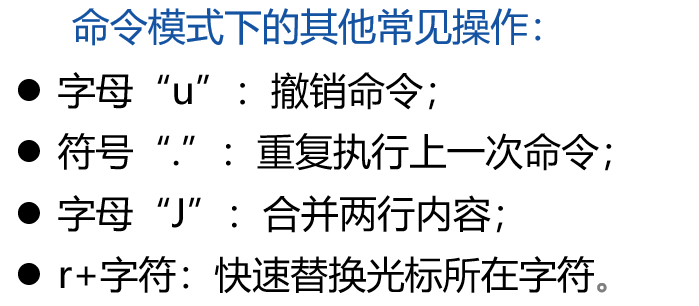 命令模式下的其他常见操作：
● 字母“u”：撤销命令；
● 符号“.”：重复执行上一次命令；
● 字母“J”：合并两行内容；
● r+字符：快速替换光标所在字符。